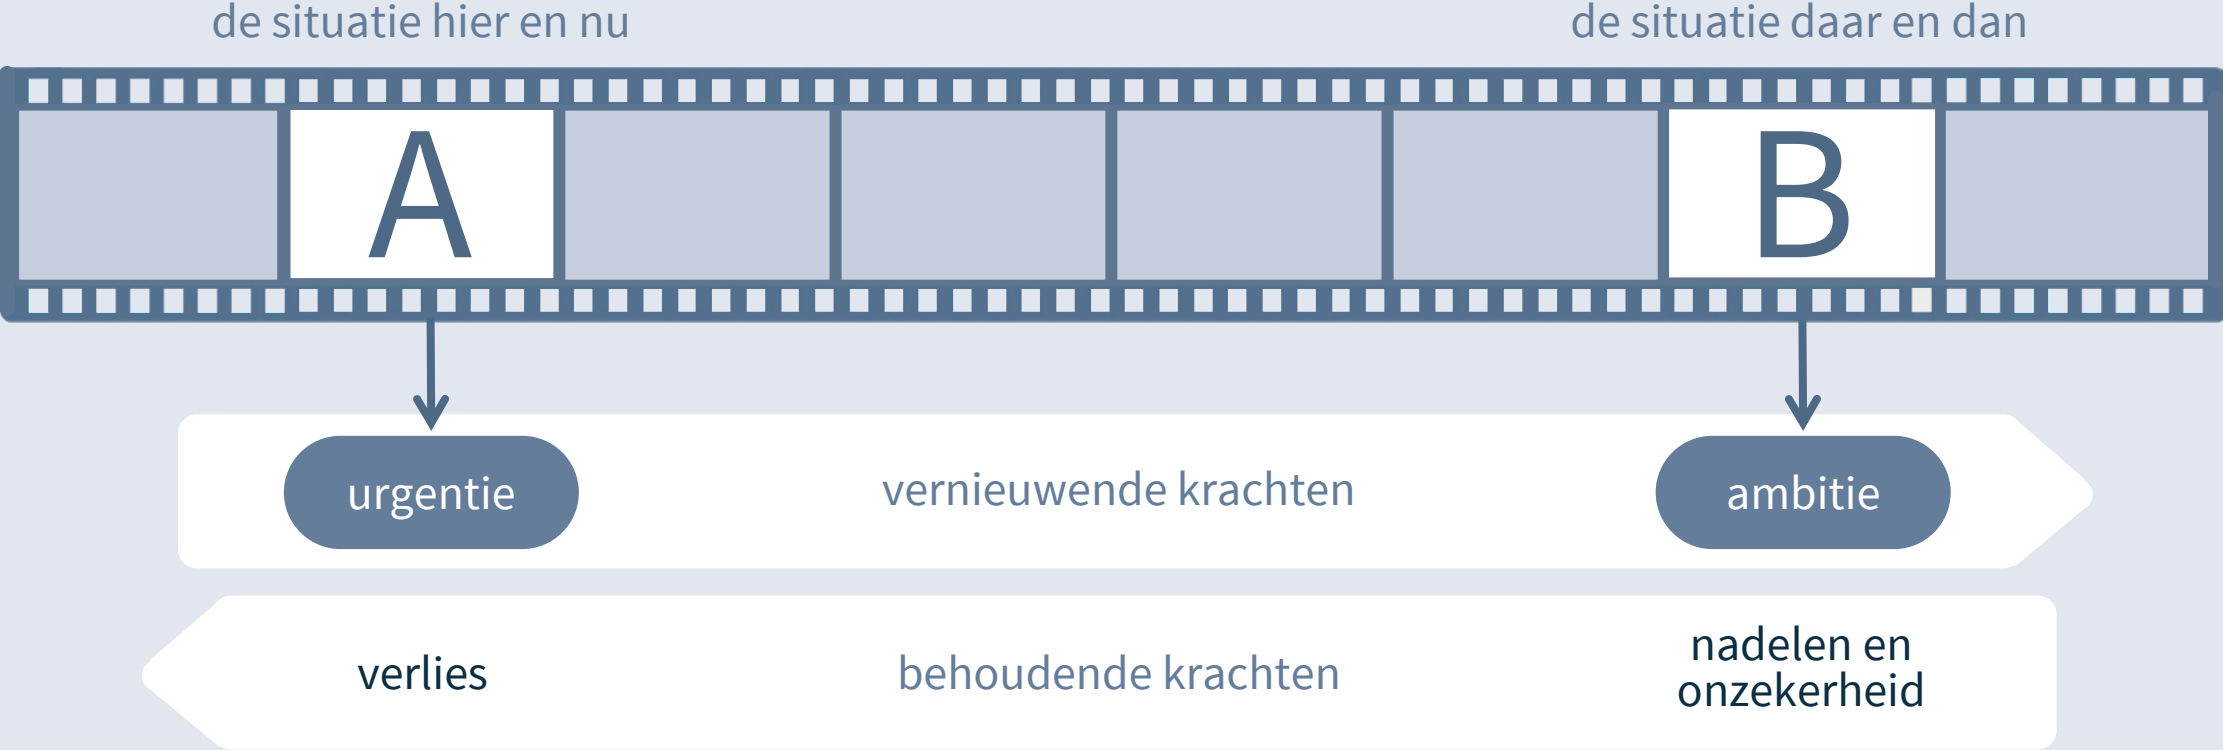 de situatie hier en nu
de situatie daar en dan
A
B
urgentie
vernieuwende krachten
ambitie
verlies
behoudende krachten
nadelen en
onzekerheid